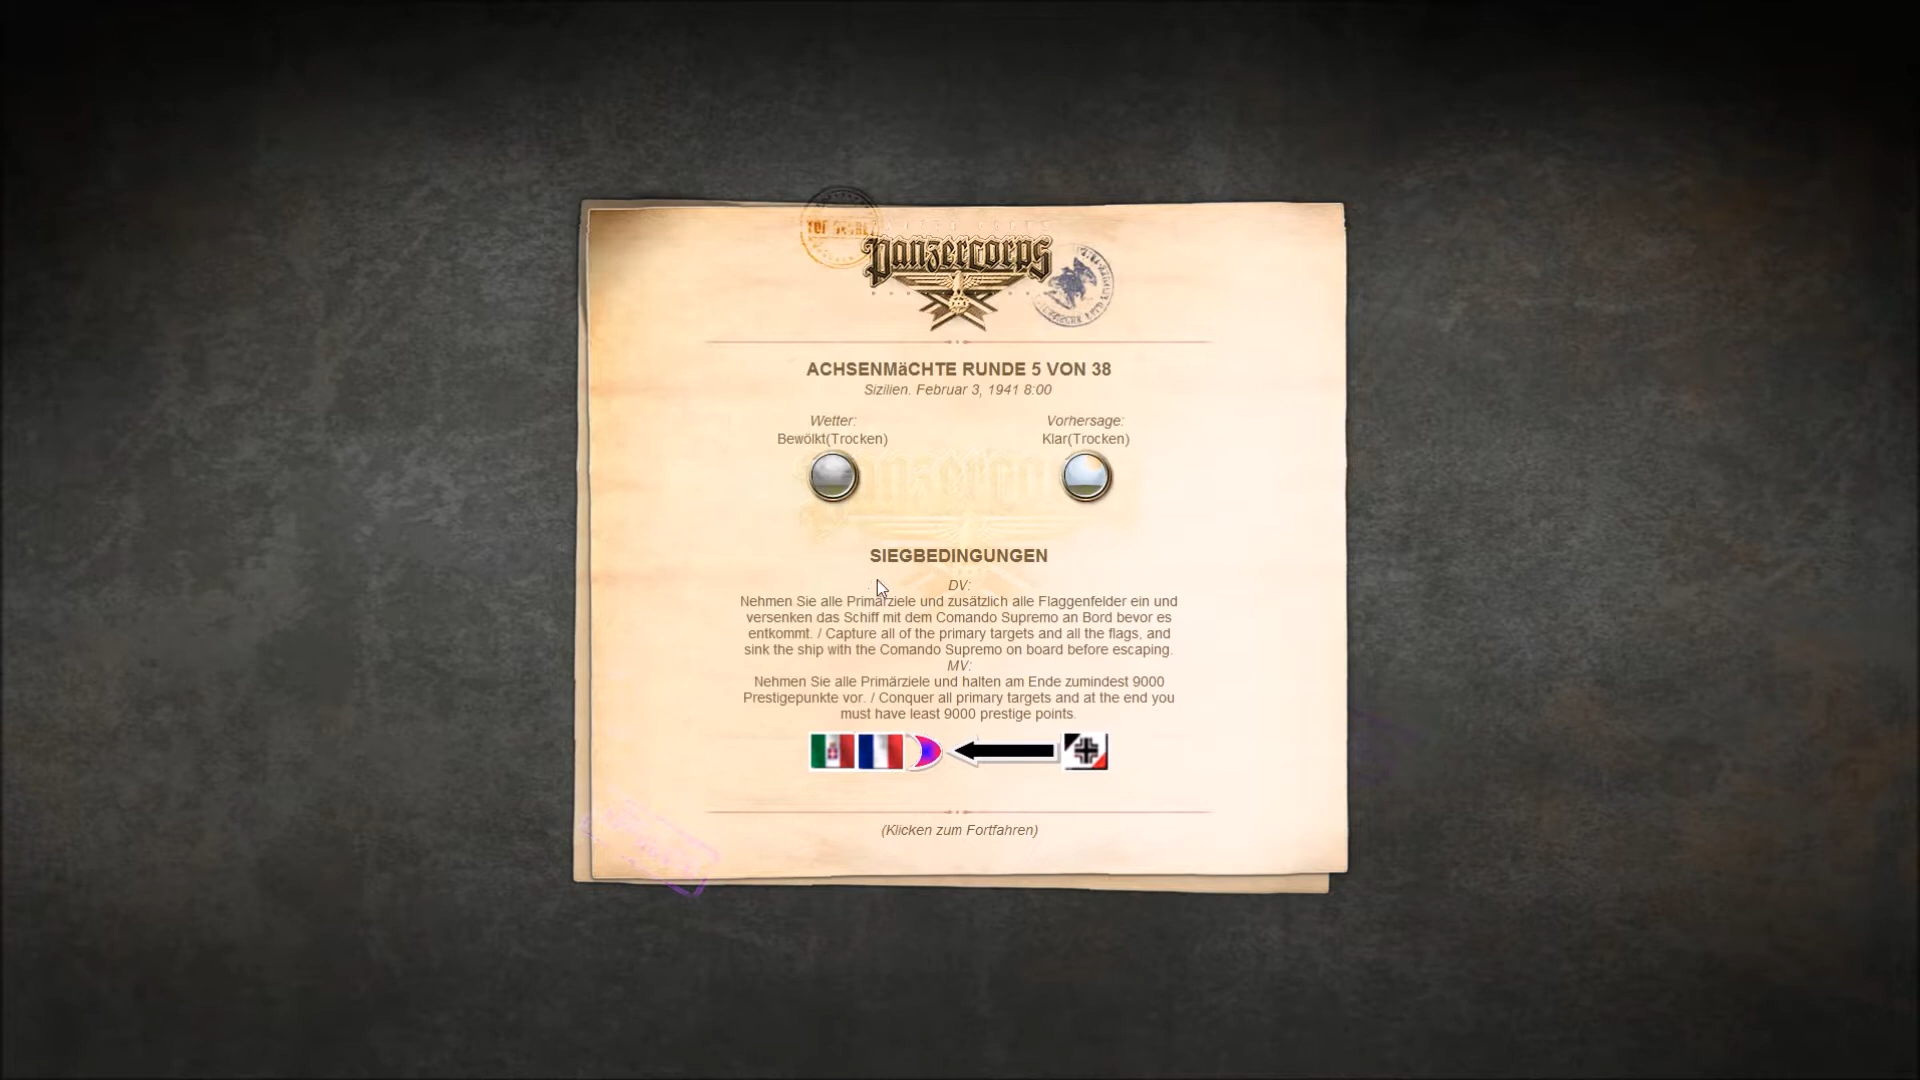 TOP SECRET
Panzercorps
ACHSENMäCHTE RUNDE 5 VON 38
Sizilien. Februar 3, 1941 8:00
Wetter: Vorhersage:
Bewölkt(Trocken) Klar(Trocken)
SIEGBEDINGUNGEN
DV:
Nehmen Sie alle Primärziele und zusätzlich alle Flaggenfelder ein und
versenken das Schiff mit dem Comando Supremo an Bord bevor es
entkommt. / Capture all of the primary targets and all the flags, and
sink the ship with the Comando Supremo on board before escaping.
MV:
Nehmen Sie alle Primärziele und halten am Ende zumindest 9000
Prestigepunkte vor. / Conquer all primary targets and at the end you
must have least 9000 prestige points.
(Klicken zum Fortfahren)